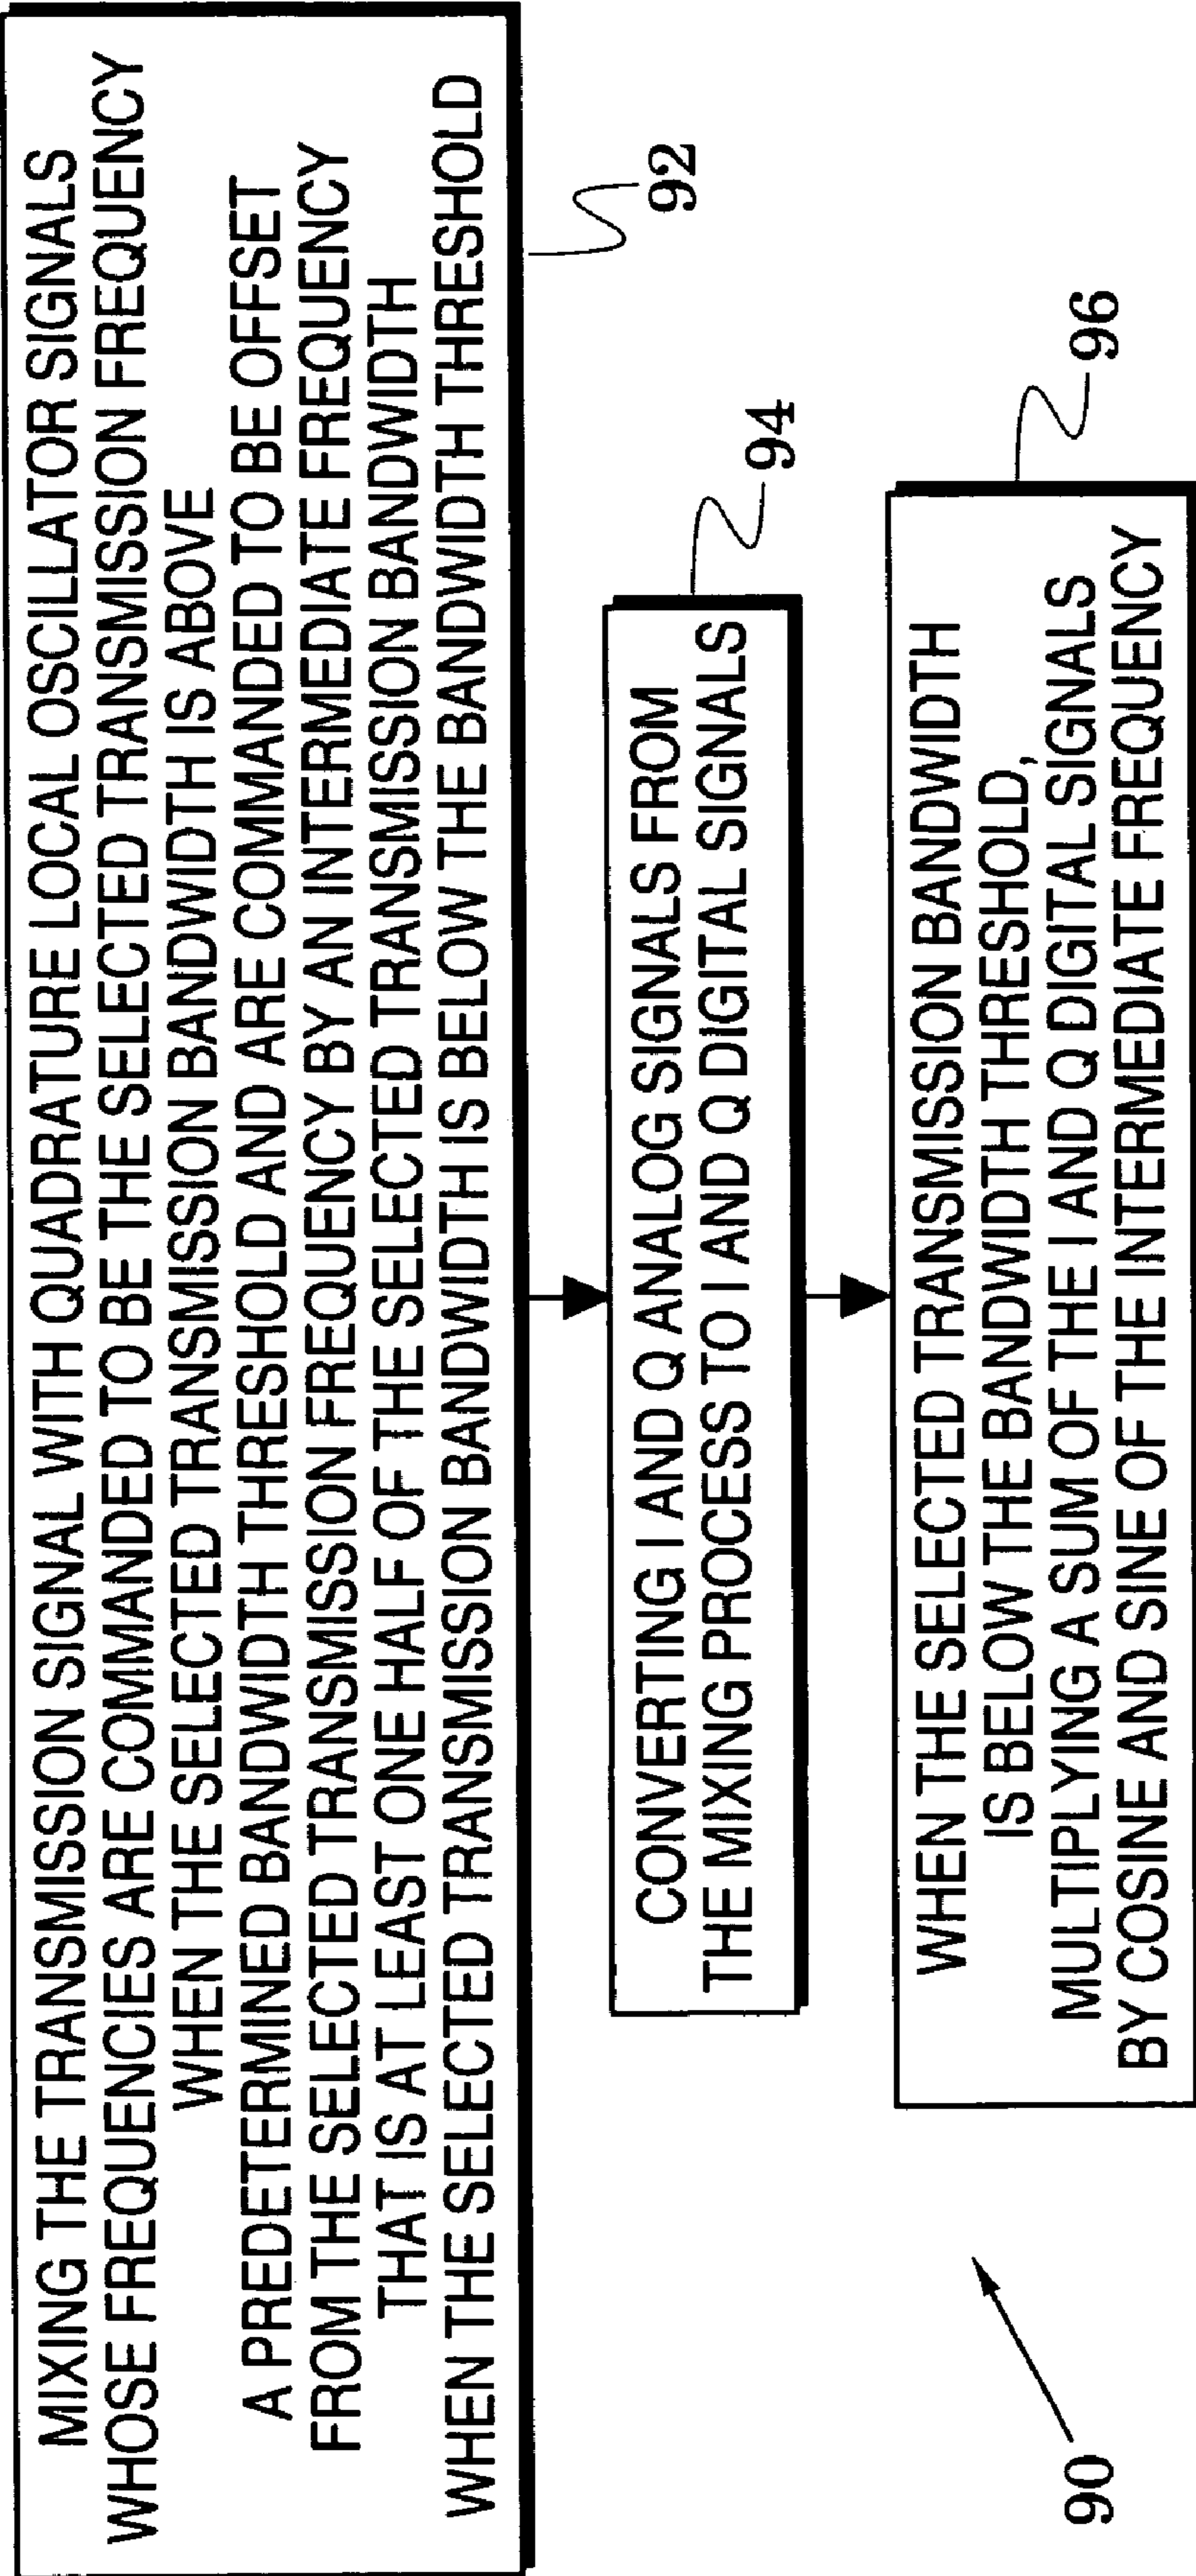 MIXING THE TRANSMISSION SIGNAL WITH QUADRATURE LOCAL OSCILLATOR SIGNALS
WHOSE FREQUENCIES ARE COMMANDED TO BE THE SELECTED TRANSMISSION FREQUENCY
WHEN THE SELECTED TRANSMISSION BANDWIDTH IS ABOVE
A PREDETERMINED BANDWIDTH THRESHOLD AND ARE COMMANDED TO BE OFFSET
FROM THE SELECTED TRANSMISSION FREQUENCY BY AN INTERMEDIATE FREQUENCY
THAT IS AT LEAST ONE HALF OF THE SELECTED TRANSMISSION BANDWIDTH
WHEN THE SELECTED TRANSMISSION BANDWIDTH IS BELOW THE BANDWIDTH THRESHOLD
92
CONVERTING I AND Q ANALOG SIGNALS FROM
THE MIXING PROCESS TO I AND Q DIGITAL SIGNALS
94
WHEN THE SELECTED TRANSMISSION BANDWIDTH
IS BELOW THE BANDWIDTH THRESHOLD,
MULTIPLYING A SUM OF THE I AND Q DIGITAL SIGNALS
BY COSINE AND SINE OF THE INTERMEDIATE FREQUENCY
96
90